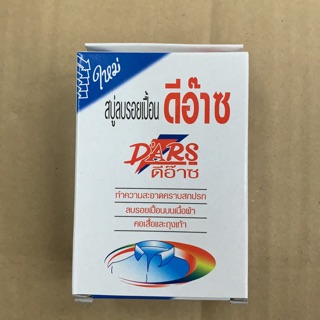 ใหม่
สบู่ลบรอยเปื้อน ดีอ๊าซ
D'ARS
ดีอ๊าซ
ทำความสะอาดคราบสกปรก
ลบรอยเปื้อนบนเนื้อผ้า
คอเสื้อและถุงเท้า